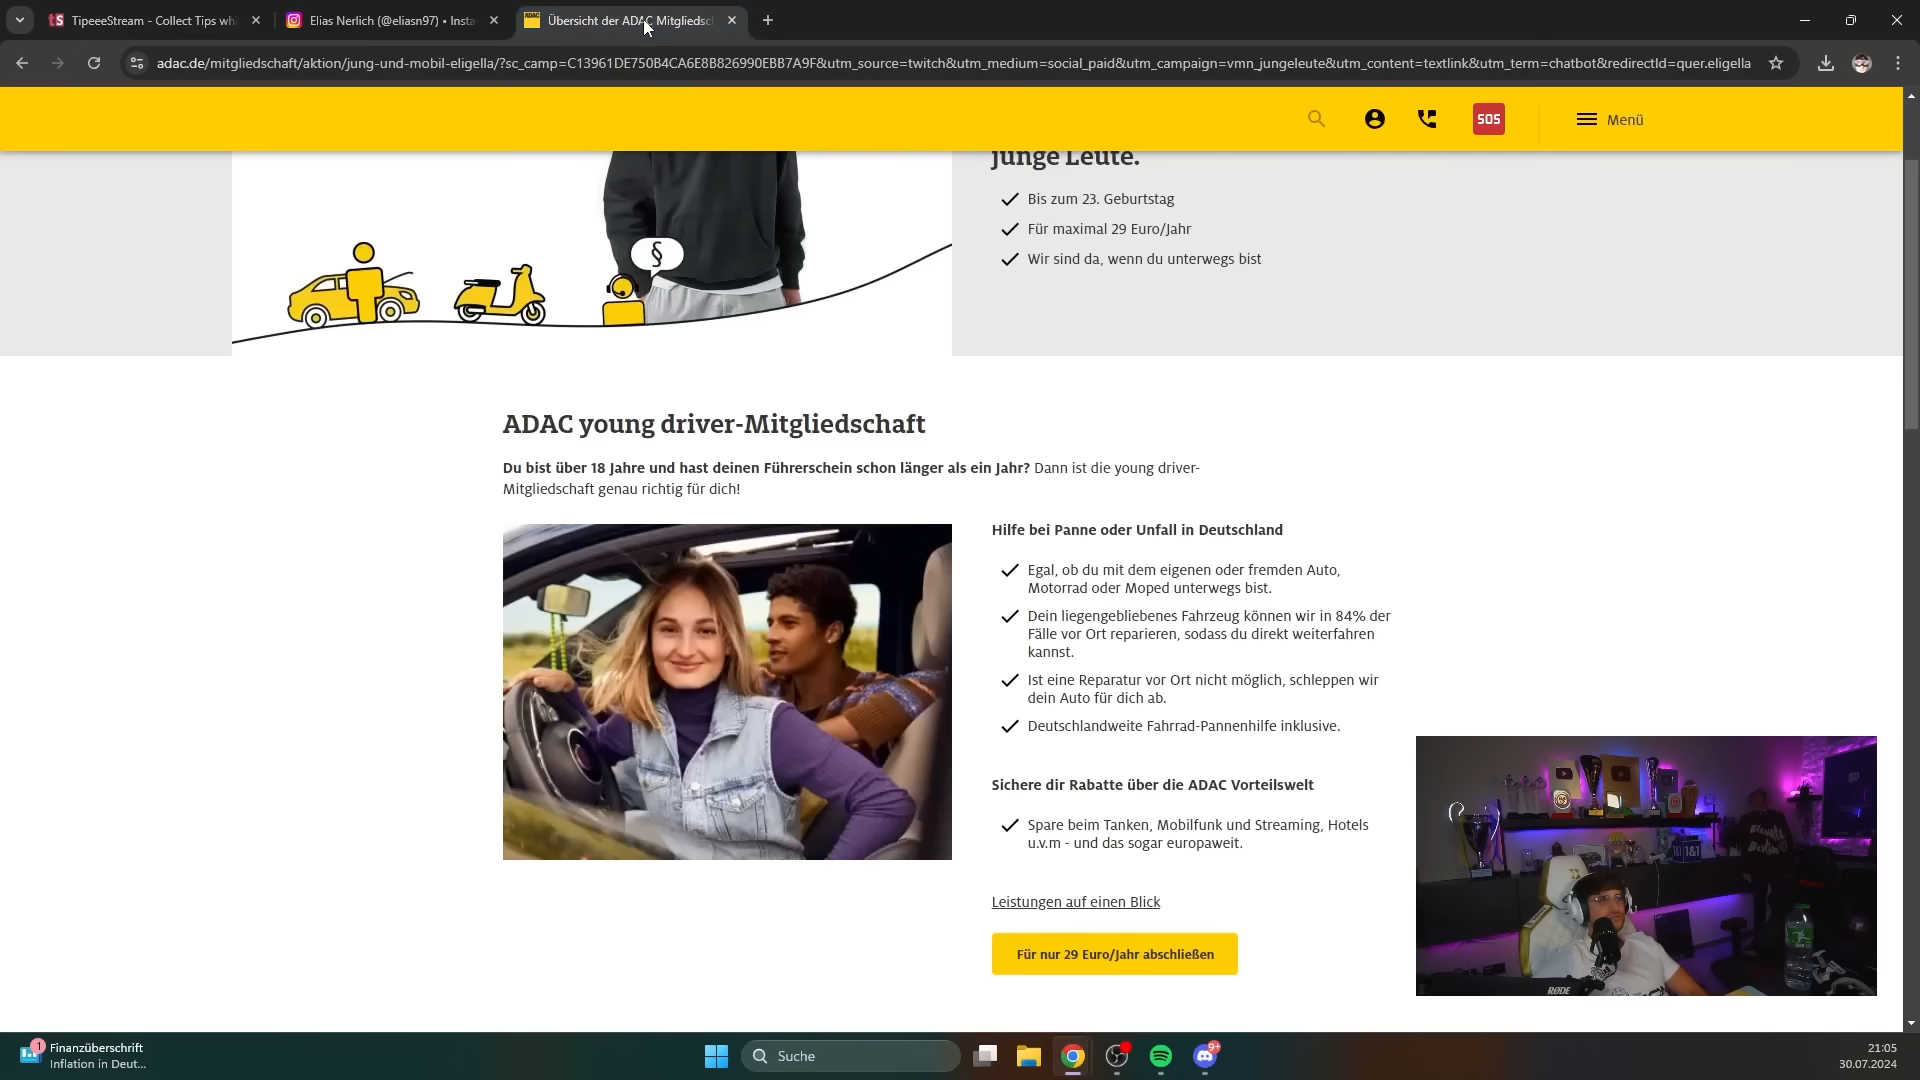 TipeeeStream - Collect Tips whi
Elias Nerlich (@eliasn97) • Insta
Übersicht der ADAC Mitgliedsch
adac.de/mitgliedschaft/aktion/jung-und-mobil-eligella/?sc_camp=C13961DE750B4CA6E8B826990EBB7A9F&utm_source=twitch&utm_medium=social_paid&utm_campaign=vmn_jungeleute&utm_content=textlink&utm_term=chatbot&redirectId=quer.eligella
SOS
Menü
junge Leute.
Bis zum 23. Geburtstag
Für maximal 29 Euro/Jahr
Wir sind da, wenn du unterwegs bist
§
ADAC young driver-Mitgliedschaft
Du bist über 18 Jahre und hast deinen Führerschein schon länger als ein Jahr? Dann ist die young driver-
Mitgliedschaft genau richtig für dich!
Hilfe bei Panne oder Unfall in Deutschland
Egal, ob du mit dem eigenen oder fremden Auto,
Motorrad oder Moped unterwegs bist.
Dein liegengebliebenes Fahrzeug können wir in 84% der
Fälle vor Ort reparieren, sodass du direkt weiterfahren
kannst.
Ist eine Reparatur vor Ort nicht möglich, schleppen wir
dein Auto für dich ab.
Deutschlandweite Fahrrad-Pannenhilfe inklusive.
Sichere dir Rabatte über die ADAC Vorteilswelt
Spare beim Tanken, Mobilfunk und Streaming, Hotels
u.v.m - und das sogar europaweit.
Leistungen auf einen Blick
Für nur 29 Euro/Jahr abschließen
1&1
RØDE
1
Finanzüberschrift
Inflation in Deut...
Suche
9+
21:05
30.07.2024